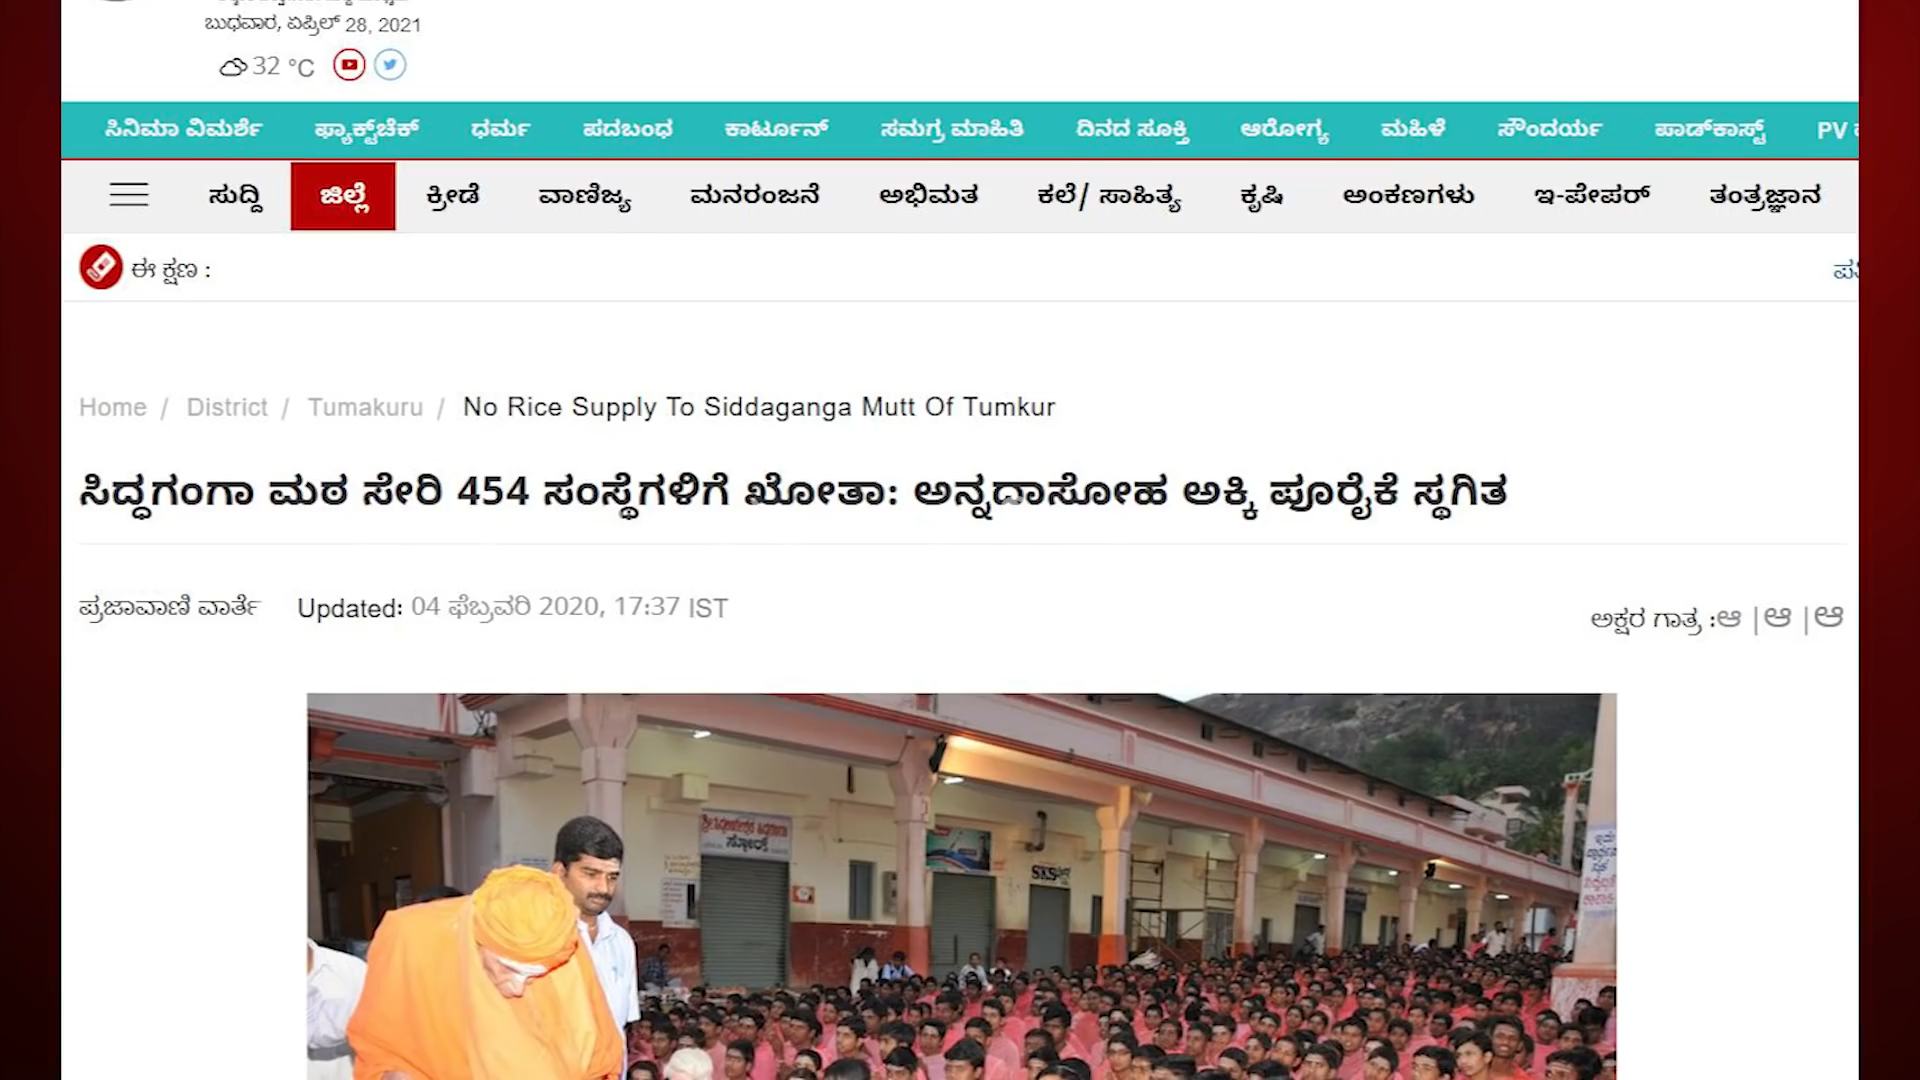 ಬುಧವಾರ, ಏಪ್ರಿಲ್ 28, 2021
32 °C
ಸಿನಿಮಾ ವಿಮರ್ಶೆ ಫ್ಯಾಕ್ಟ್‌ಚೆಕ್ ಧರ್ಮ ಪದಬಂಧ ಕಾರ್ಟೂನ್ ಸಮಗ್ರ ಮಾಹಿತಿ ದಿನದ ಸೂಕ್ತಿ ಆರೋಗ್ಯ ಮಹಿಳೆ ಸೌಂದರ್ಯ ಪಾಡ್‌ಕಾಸ್ಟ್ PV
ಸುದ್ದಿ ಜಿಲ್ಲೆ ಕ್ರೀಡೆ ವಾಣಿಜ್ಯ ಮನರಂಜನೆ ಅಭಿಮತ ಕಲೆ/ ಸಾಹಿತ್ಯ ಕೃಷಿ ಅಂಕಣಗಳು ಇ-ಪೇಪರ್ ತಂತ್ರಜ್ಞಾನ
ಈ ಕ್ಷಣ :
Home / District / Tumakuru / No Rice Supply To Siddaganga Mutt Of Tumkur
ಸಿದ್ಧಗಂಗಾ ಮಠ ಸೇರಿ 454 ಸಂಸ್ಥೆಗಳಿಗೆ ಖೋತಾ: ಅನ್ನದಾಸೋಹ ಅಕ್ಕಿ ಪೂರೈಕೆ ಸ್ಥಗಿತ
ಪ್ರಜಾವಾಣಿ ವಾರ್ತೆ Updated: 04 ಫೆಬ್ರವರಿ 2020, 17:37 IST
ಅಕ್ಷರ ಗಾತ್ರ :ಆ |ಆ |ಆ
ಸ್ಟೋರ್ಸ್
SKS